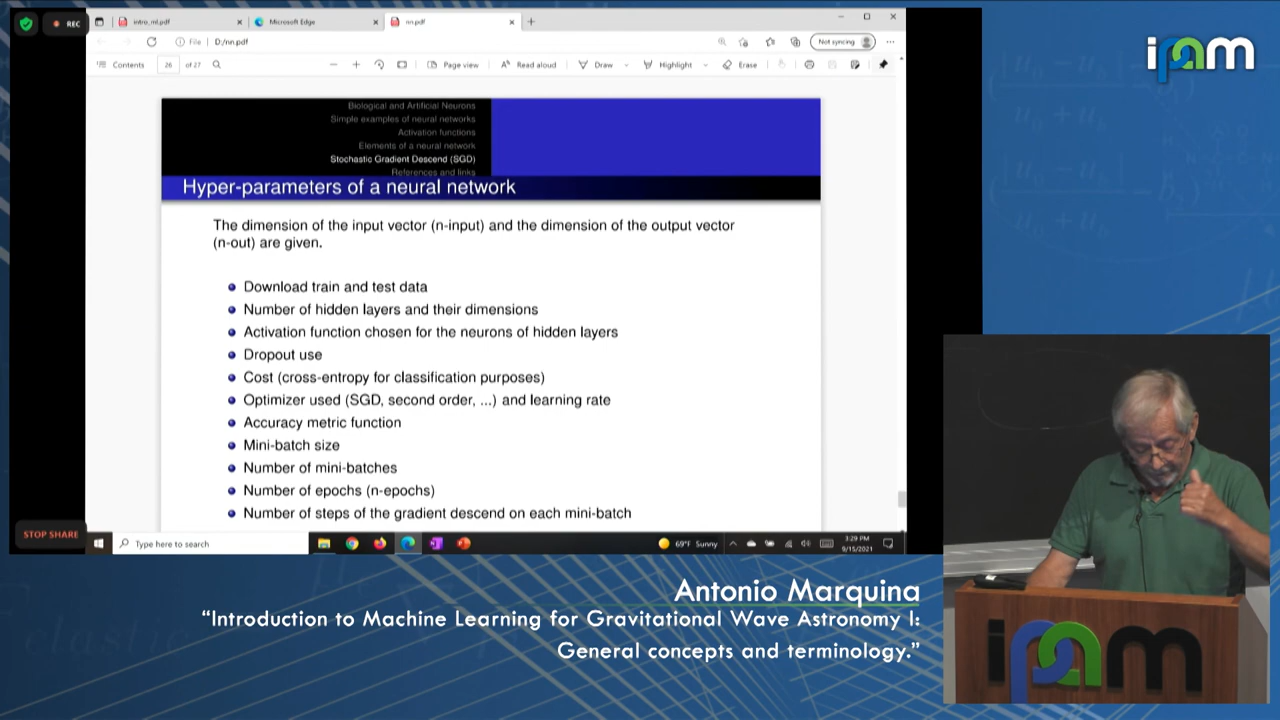 REC
intro_ml.pdf
Microsoft Edge
nn.pdf
File
D:/nn.pdf
Not syncing
Contents
26
of 27
Page view
Read aloud
Draw
Highlight
Erase
Biological and Artificial Neurons
Simple examples of neural networks
Activation functions
Elements of a neural network
Stochastic Gradient Descend (SGD)
References and links
Hyper-parameters of a neural network
The dimension of the input vector (n-input) and the dimension of the output vector
(n-out) are given.
Download train and test data
Number of hidden layers and their dimensions
Activation function chosen for the neurons of hidden layers
Dropout use
Cost (cross-entropy for classification purposes)
Optimizer used (SGD, second order, ...) and learning rate
Accuracy metric function
Mini-batch size
Number of mini-batches
Number of epochs (n-epochs)
Number of steps of the gradient descend on each mini-batch
STOP SHARE
Type here to search
69°F Sunny
3:29 PM
9/15/2021
ipam
Antonio Marquina
“Introduction to Machine Learning for Gravitational Wave Astronomy I:
General concepts and terminology.”
ipam